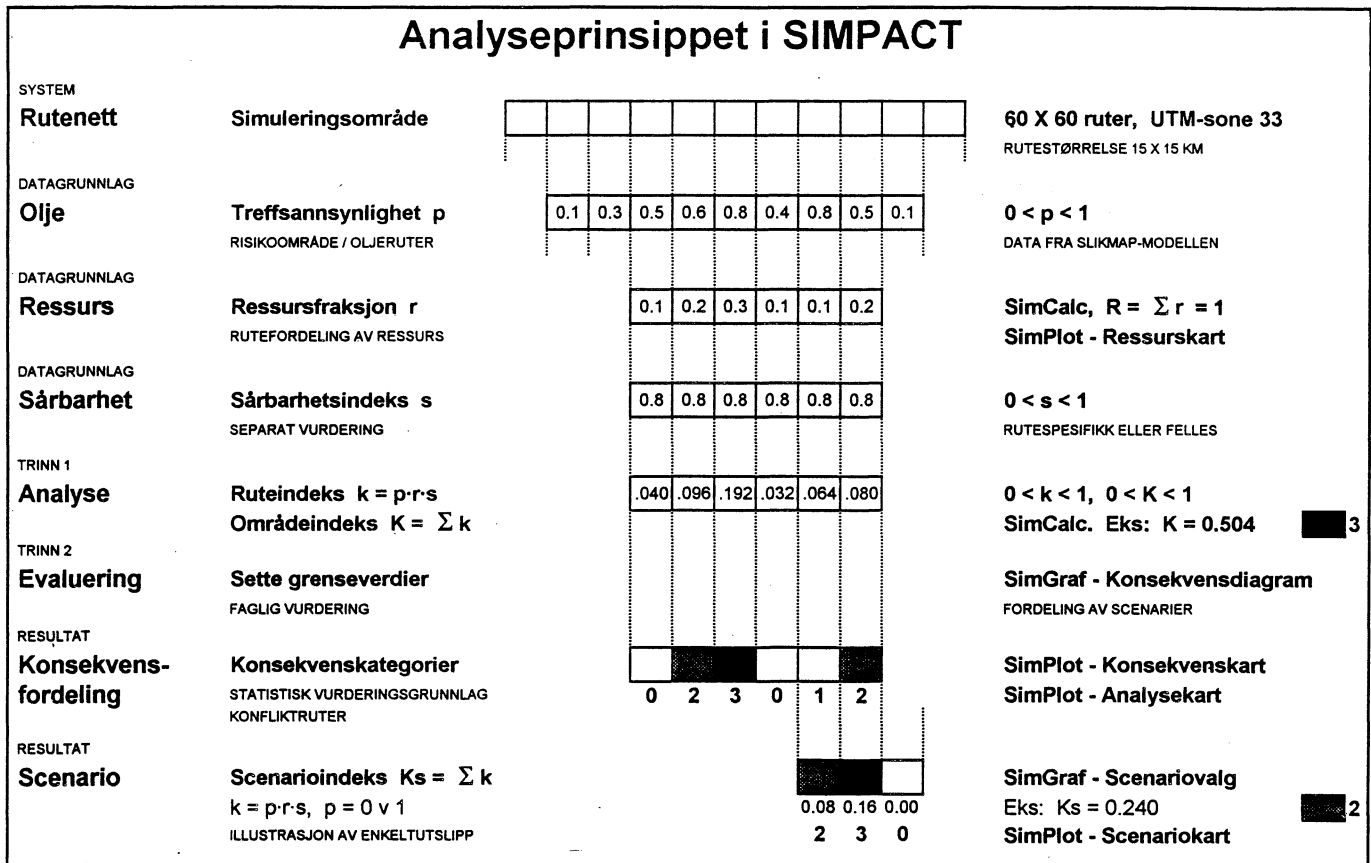 Analyseprinsippet i SIMPACT
SYSTEM
Rutenett Simuleringsområde 60 X 60 ruter, UTM-sone 33
RUTESTØRRELSE 15 X 15 KM
DATAGRUNNLAG
Olje Treffsannsynlighet p 0.1 0.3 0.5 0.6 0.8 0.4 0.8 0.5 0.1 0 < p < 1
RISIKOOMRÅDE / OLJERUTER DATA FRA SLIKMAP-MODELLEN
DATAGRUNNLAG
Ressurs Ressursfraksjon r 0.1 0.2 0.3 0.1 0.1 0.2 SimCalc, R = Σ r = 1
RUTEFORDELING AV RESSURS SimPlot - Ressurskart
DATAGRUNNLAG
Sårbarhet Sårbarhetsindeks s 0.8 0.8 0.8 0.8 0.8 0.8 0 < s < 1
SEPARAT VURDERING RUTESPESIFIKK ELLER FELLES
TRINN 1
Analyse Ruteindeks k = p·r·s .040 .096 .192 .032 .064 .080 0 < k < 1, 0 < K < 1
Områdeindeks K = Σ k SimCalc. Eks: K = 0.504 3
TRINN 2
Evaluering Sette grenseverdier SimGraf - Konsekvensdiagram
FAGLIG VURDERING FORDELING AV SCENARIER
RESULTAT
Konsekvens- Konsekvenskategorier SimPlot - Konsekvenskart
fordeling STATISTISK VURDERINGSGRUNNLAG 0 2 3 0 1 2 SimPlot - Analysekart
KONFLIKTRUTER
RESULTAT
Scenario Scenarioindeks Ks = Σ k SimGraf - Scenariovalg
k = p·r·s, p = 0 v 1 0.08 0.16 0.00 Eks: Ks = 0.240 2
ILLUSTRASJON AV ENKELTUTSLIPP 2 3 0 SimPlot - Scenariokart